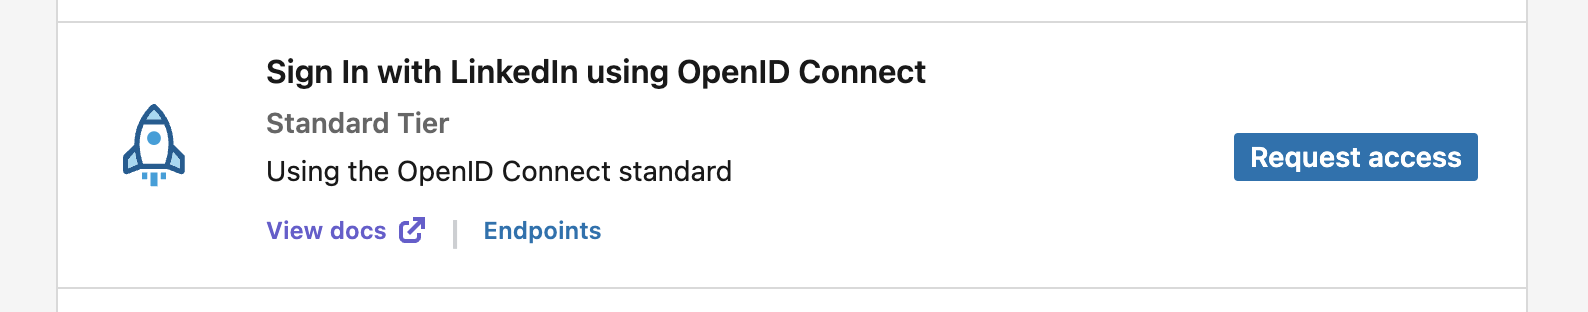 Sign In with LinkedIn using OpenID Connect
Standard Tier
Using the OpenID Connect standard
Request access
View docs | Endpoints